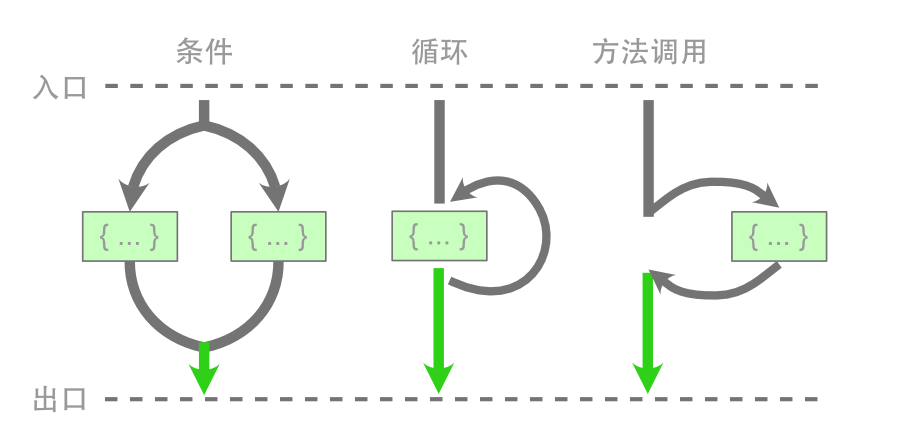 条件
循环
方法调用
入口
{ ... }
{ ... }
{ ... }
{ ... }
出口